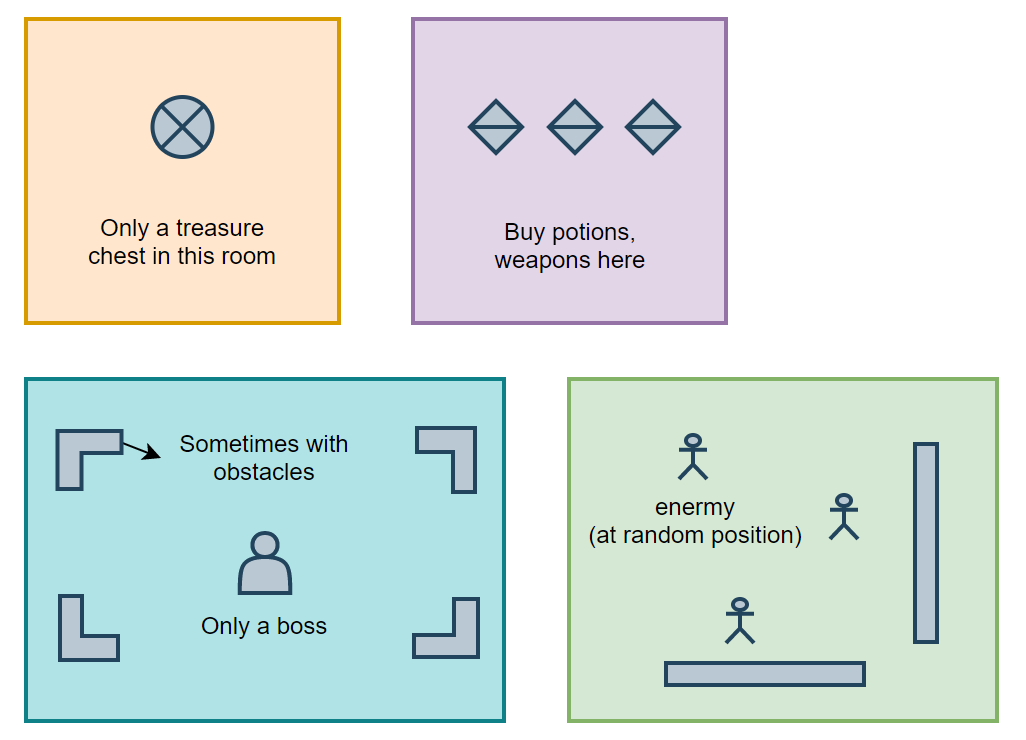 Only a treasure
chest in this room
Buy potions,
weapons here
Sometimes with
obstacles
Only a boss
enermy
(at random position)